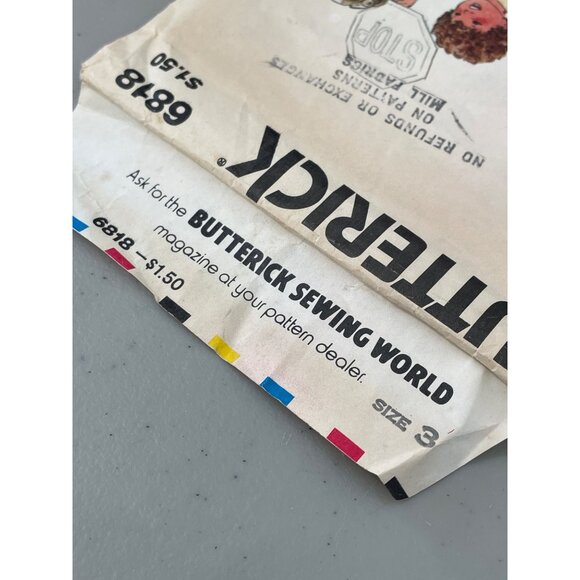 STOP
NO REFUNDS OR EXCHANGES
ON PATTERNS
MILL FABRICS
6818
$1.50
BUTTERICK®
Ask for the BUTTERICK SEWING WORLD
magazine at your pattern dealer.
6818-$1.50
SIZE 3